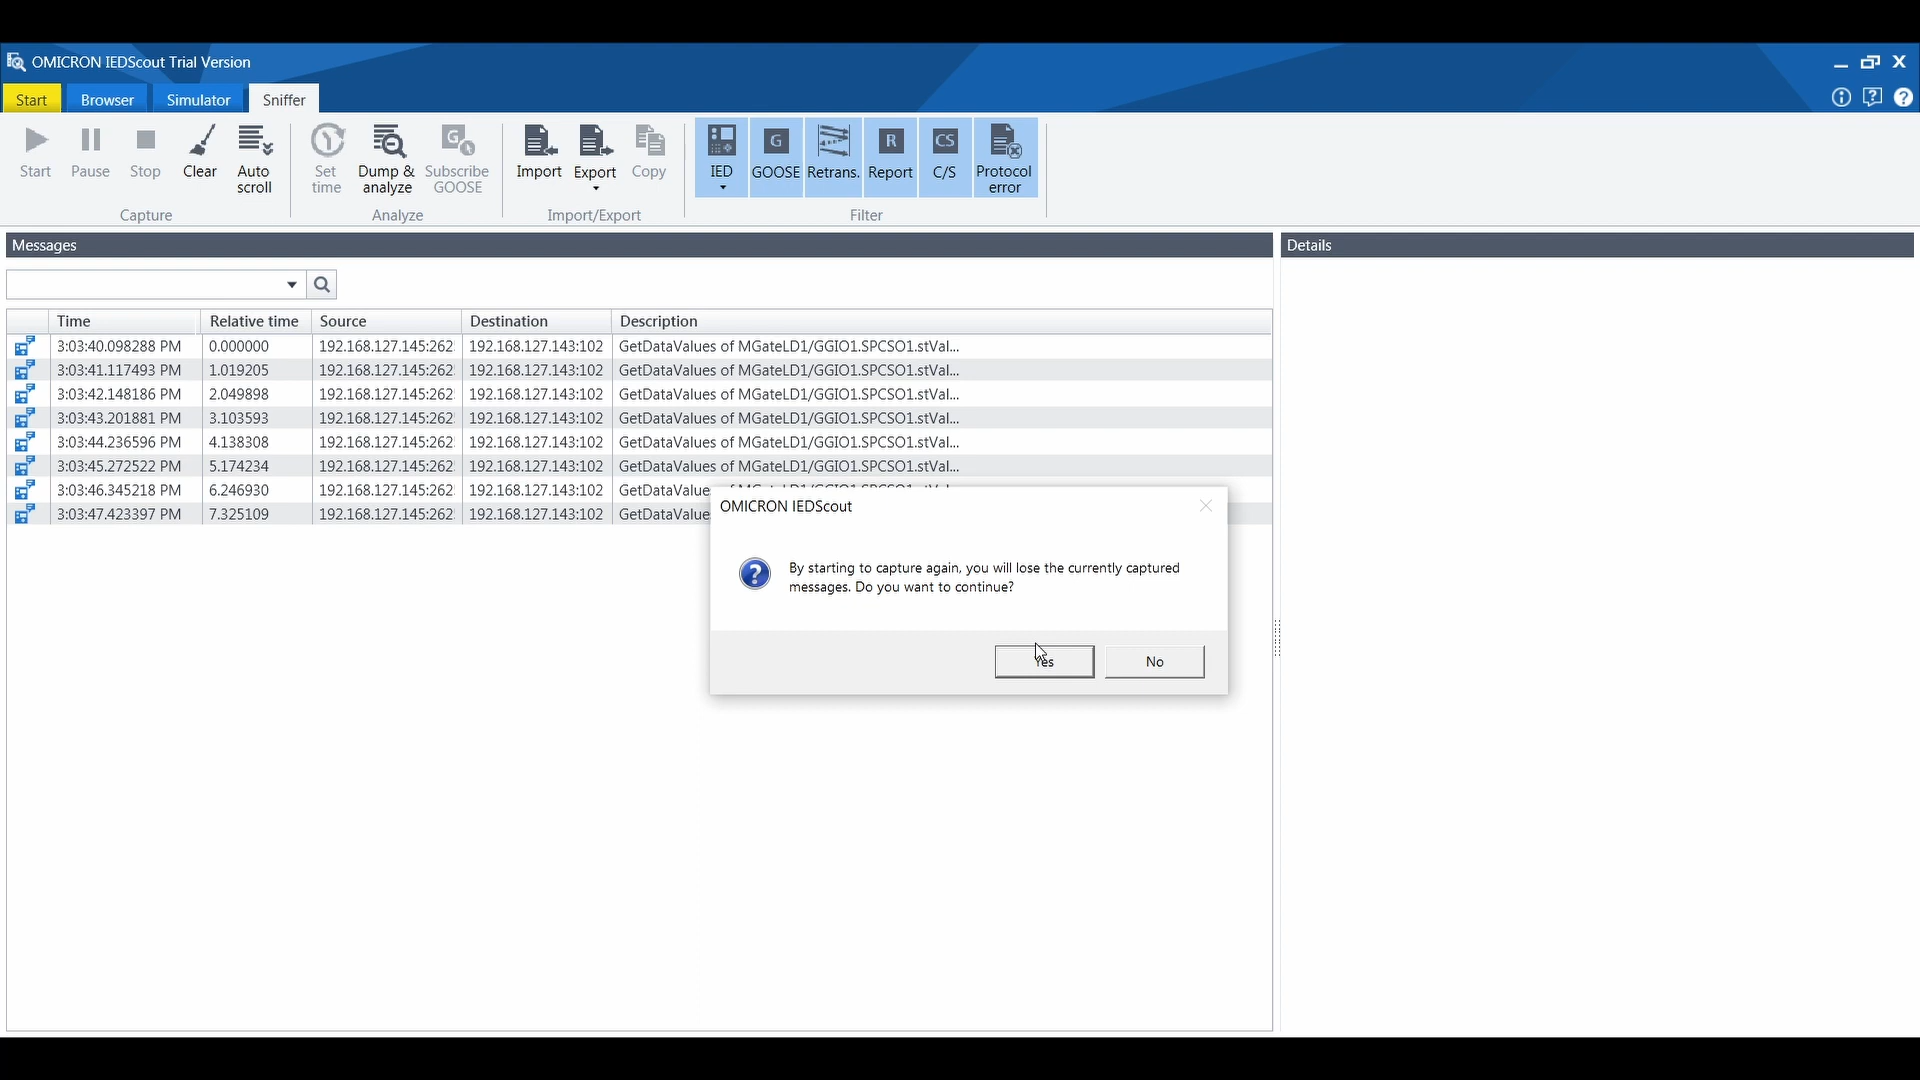 OMICRON IEDScout Trial Version
Start Browser Simulator Sniffer
Start Pause Stop Clear Auto scroll Set time Dump & analyze Subscribe GOOSE Import Export Copy IED GOOSE Retrans. Report C/S Protocol error
Capture Analyze Import/Export Filter
Messages
Details
Time Relative time Source Destination Description
3:03:40.098288 PM 0.000000 192.168.127.145:262 192.168.127.143:102 GetDataValues of MGateLD1/GGIO1.SPCSO1.stVal...
3:03:41.117493 PM 1.019205 192.168.127.145:262 192.168.127.143:102 GetDataValues of MGateLD1/GGIO1.SPCSO1.stVal...
3:03:42.148186 PM 2.049898 192.168.127.145:262 192.168.127.143:102 GetDataValues of MGateLD1/GGIO1.SPCSO1.stVal...
3:03:43.201881 PM 3.103593 192.168.127.145:262 192.168.127.143:102 GetDataValues of MGateLD1/GGIO1.SPCSO1.stVal...
3:03:44.236596 PM 4.138308 192.168.127.145:262 192.168.127.143:102 GetDataValues of MGateLD1/GGIO1.SPCSO1.stVal...
3:03:45.272522 PM 5.174234 192.168.127.145:262 192.168.127.143:102 GetDataValues of MGateLD1/GGIO1.SPCSO1.stVal...
3:03:46.345218 PM 6.246930 192.168.127.145:262 192.168.127.143:102 GetDataValues
3:03:47.423397 PM 7.325109 192.168.127.145:262 192.168.127.143:102 GetDataValue
OMICRON IEDScout
By starting to capture again, you will lose the currently captured
messages. Do you want to continue?
Yes No